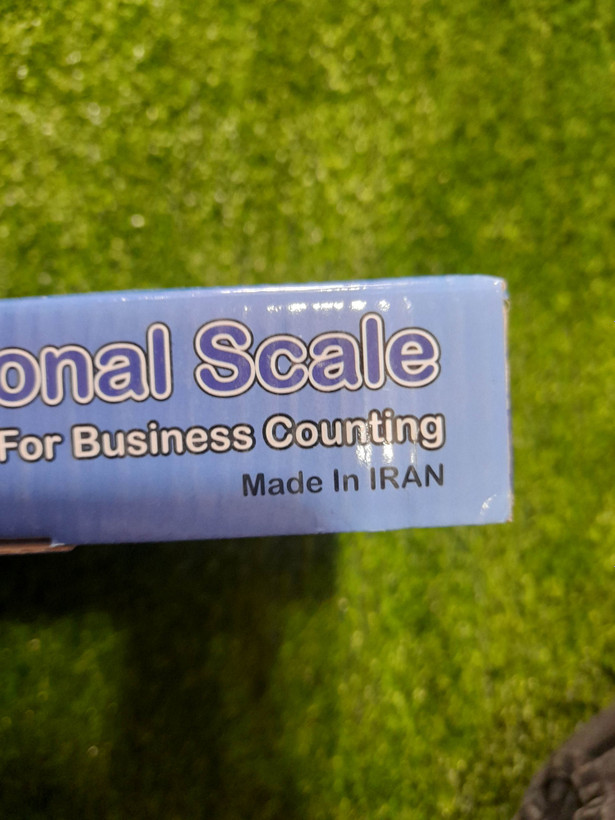 onal Scale
For Business Counting
Made In IRAN